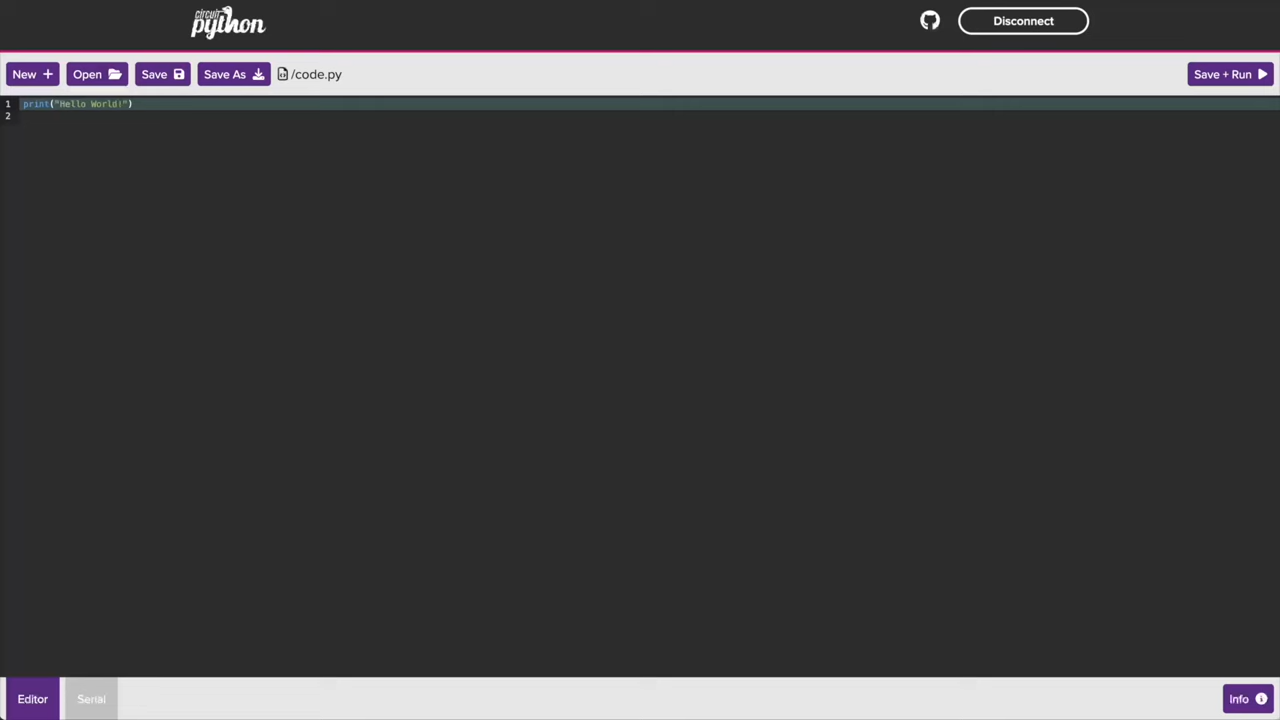 circuit
python
Disconnect
New
Open
Save
Save As
/code.py
Save + Run
1 print("Hello World!")
2
Editor
Serial
Info